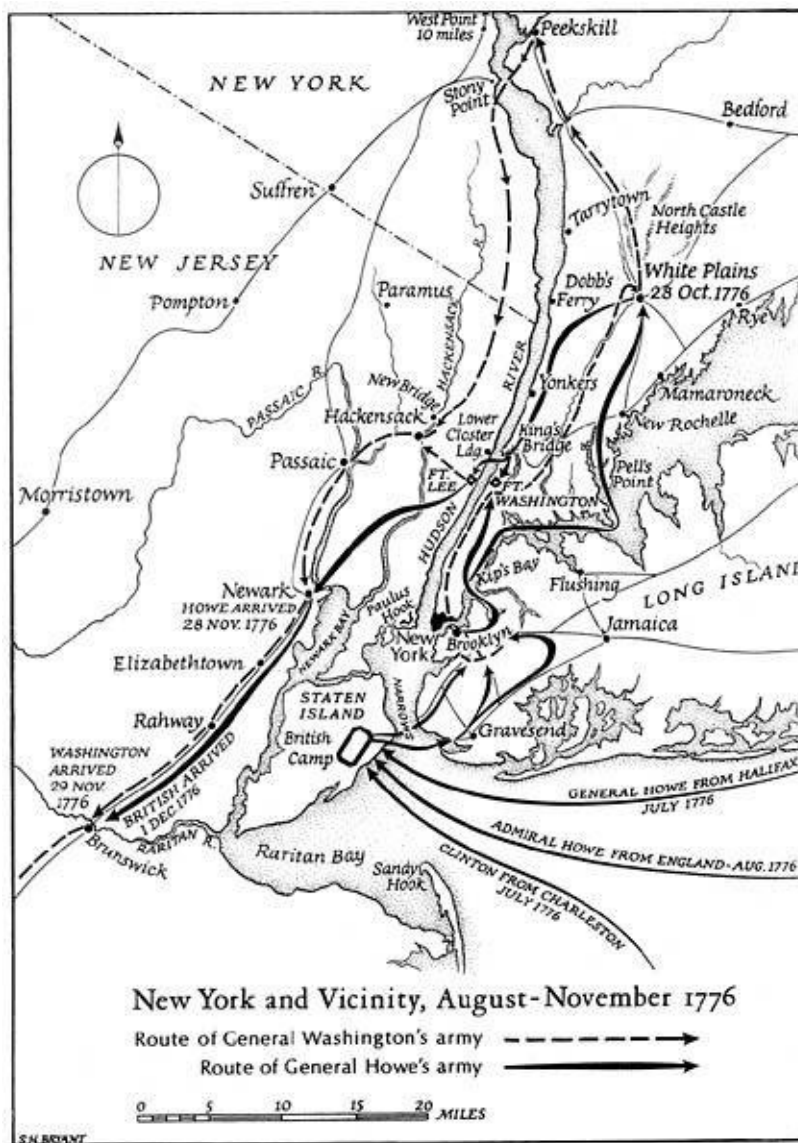 West Point
10 miles
Peekskill
NEW YORK
Stony
Point
Bedford
Suffren
Tarrytown
North Castle
Heights
NEW JERSEY
White Plains
28 Oct. 1776
Pompton
Paramus
Dobb's
Ferry
Rye
HACKENSACK R.
RIVER
PASSAIC R.
New Bridge
Hackensack
Yonkers
Mamaroneck
Lower
Closter
Ldg.
King's
Bridge
New Rochelle
Passaic
FT.
LEE
FT.
WASHINGTON
Pell's
Point
Morristown
HUDSON
Kip's Bay
Flushing
LONG ISLAND
Newark
HOWE ARRIVED
28 NOV. 1776
Paulus
Hook
NEWARK BAY
New
York
Brooklyn
Jamaica
Elizabethtown
STATEN
ISLAND
NARROWS
Rahway
British
Camp
Gravesend
WASHINGTON
ARRIVED
29 NOV.
1776
BRITISH ARRIVED
1 DEC. 1776
GENERAL HOWE FROM HALIFAX
JULY 1776
ADMIRAL HOWE FROM ENGLAND-AUG. 1776
CLINTON FROM CHARLESTON
JULY 1776
Brunswick
RARITAN R.
Raritan Bay
Sandy
Hook
New York and Vicinity, August-November 1776
Route of General Washington's army
Route of General Howe's army
0 5 10 15 20 MILES
S.H. BRYANT